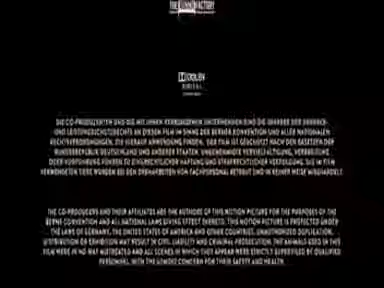 THE FACTORY
DOLBY
DIGITAL
DIE CO-PRODUZENTEN UND DIE MIT IHNEN VERBUNDENEN UNTERNEHMEN SIND DIE INHABER DER URHEBER-
UND LEISTUNGSSCHUTZRECHTE AN DIESEM FILM IM SINNE DER BERNER KONVENTION UND ALLER NATIONALEN
RECHTSVERORDNUNGEN, DIE HIERAUF ANWENDUNG FINDEN. DER FILM IST GESCHÜTZT NACH DEN GESETZEN DER
BUNDESREPUBLIK DEUTSCHLAND UND ANDERER STAATEN. UNGENEHMIGTE VERVIELFÄLTIGUNG, VERBREITUNG
ODER VORFÜHRUNG FÜHREN ZU ZIVILRECHTLICHER HAFTUNG UND STRAFRECHTLICHER VERFOLGUNG. DIE IM FILM
VERWENDETEN TIERE WURDEN BEI DEN DREHARBEITEN VON FACHPERSONAL BETREUT UND IN KEINER WEISE MISSHANDELT.
THE CO-PRODUCERS AND THEIR AFFILIATES ARE THE AUTHORS OF THIS MOTION PICTURE FOR THE PURPOSES OF THE
BERNE CONVENTION AND ALL NATIONAL LAWS GIVING EFFECT THERETO. THIS MOTION PICTURE IS PROTECTED UNDER
THE LAWS OF GERMANY, THE UNITED STATES OF AMERICA AND OTHER COUNTRIES. UNAUTHORIZED DUPLICATION,
DISTRIBUTION OR EXHIBITION MAY RESULT IN CIVIL LIABILITY AND CRIMINAL PROSECUTION. THE ANIMALS USED IN THIS
FILM WERE IN NO WAY MISTREATED AND ALL SCENES IN WHICH THEY APPEAR WERE STRICTLY SUPERVISED BY QUALIFIED
PERSONNEL, WITH THE UTMOST CONCERN FOR THEIR SAFETY AND HEALTH.